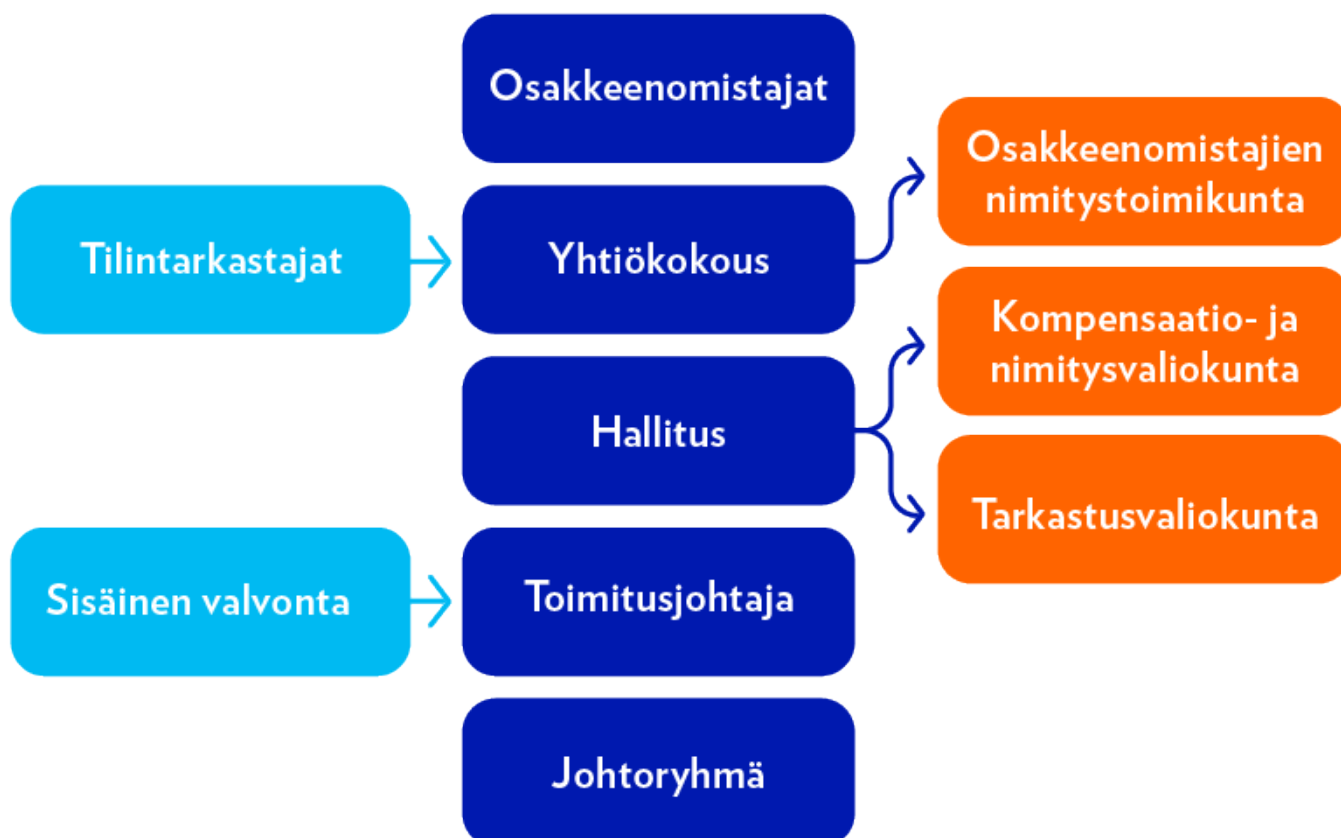 Osakkeenomistajat
Osakkeenomistajien
nimitystoimikunta
Tilintarkastajat
Yhtiökokous
Kompensaatio- ja
nimitysvaliokunta
Hallitus
Tarkastusvaliokunta
Sisäinen valvonta
Toimitusjohtaja
Johtoryhmä